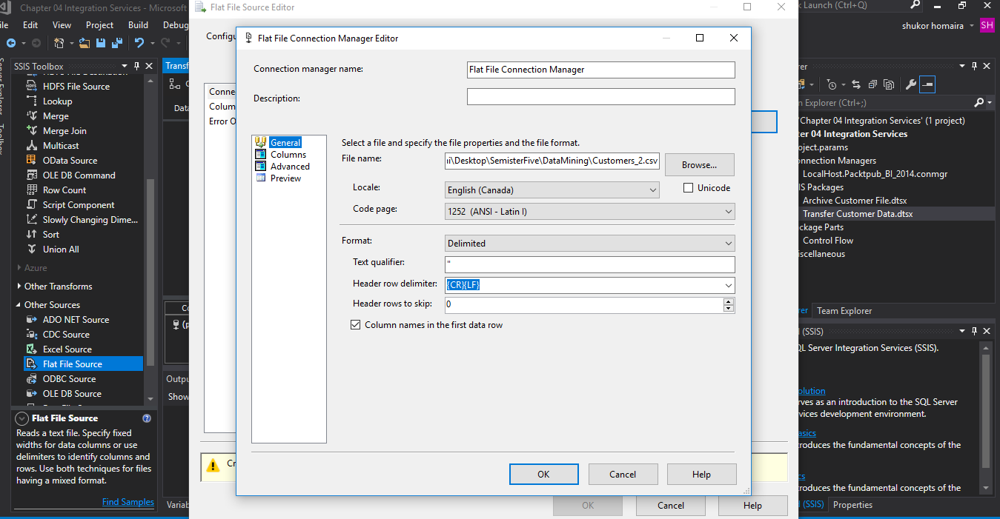 Chapter 04 Integration Services - Microsoft
Flat File Source Editor
Launch (Ctrl+Q)
Edit View Project Build Debug
shukor homaira
SH
SSIS Toolbox
HDFS File Source
Lookup
Merge
Merge Join
Multicast
OData Source
OLE DB Command
Row Count
Script Component
Slowly Changing Dime...
Sort
Union All
Azure
Other Transforms
Other Sources
ADO NET Source
CDC Source
Excel Source
Flat File Source
ODBC Source
OLE DB Source
Flat File Source
Reads a text file. Specify fixed
widths for data columns or use
delimiters to identify columns and
rows. Use both techniques for files
having a mixed format.
Find Samples
Transf
Data
Outpu
Show
Variab
Configu
Conne
Colum
Error O
Cr
Flat File Connection Manager Editor
Connection manager name:
Flat File Connection Manager
Description:
General
Columns
Advanced
Preview
Select a file and specify the file properties and the file format.
File name:
ii\Desktop\SemisterFive\DataMining\Customers_2.csv
Browse...
Locale:
English (Canada)
Unicode
Code page:
1252 (ANSI - Latin I)
Format:
Delimited
Text qualifier:
"
Header row delimiter:
{CR}{LF}
Header rows to skip:
0
Column names in the first data row
OK Cancel Help
OK Cancel Help
rer
n Explorer (Ctrl+;)
'Chapter 04 Integration Services' (1 project)
ter 04 Integration Services
oject.params
onnection Managers
LocalHost.Packtpub_BI_2014.conmgr
IS Packages
Archive Customer File.dtsx
Transfer Customer Data.dtsx
ackage Parts
Control Flow
iscellaneous
rer Team Explorer
(SSIS)
QL Server Integration Services (SSIS).
olution
rves as an introduction to the SQL Server
vices development environment.
asics
roduces the fundamental concepts of the
cs
roduces the fundamental concepts of the
(SSIS) Properties